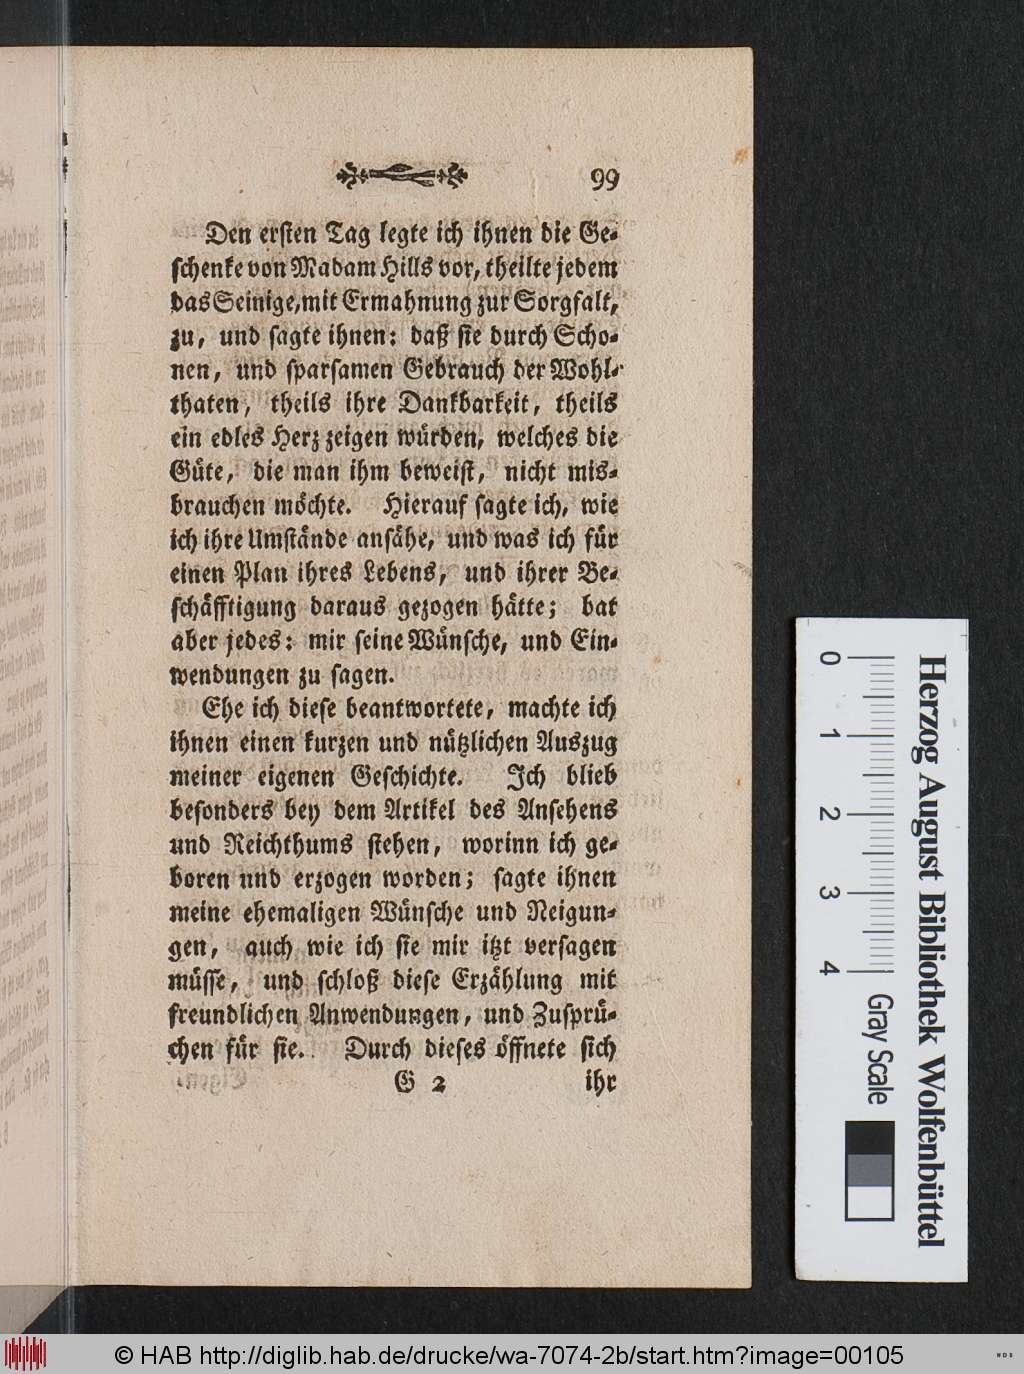 99
Den erſten Tag legte ich ihnen die Ge⸗
ſchenke von Madam Hills vor, theilte jedem
das Seinige, mit Ermahnung zur Sorgfalt,
zu, und ſagte ihnen: daß ſie durch Scho⸗
nen, und ſparſamen Gebrauch der Wohl⸗
thaten, theils ihre Dankbarkeit, theils
ein edles Herz zeigen würden, welches die
Güte, die man ihm beweiſt, nicht mis⸗
brauchen möchte. Hierauf ſagte ich, wie
ich ihre Umſtände anſähe, und was ich für
einen Plan ihres Lebens, und ihrer Be⸗
ſchäfftigung daraus gezogen hätte; bat
aber jedes: mir ſeine Wünſche, und Ein⸗
wendungen zu ſagen.
Ehe ich dieſe beantwortete, machte ich
ihnen einen kurzen und nützlichen Auszug
meiner eigenen Geſchichte. Ich blieb
beſonders bey dem Artikel des Anſehens
und Reichthums ſtehen, worinn ich ge⸗
boren und erzogen worden; ſagte ihnen
meine ehemaligen Wünſche und Neigun⸗
gen, auch wie ich ſie mir itzt verſagen
müſſe, und ſchloß dieſe Erzählung mit
freundlichen Anwendungen, und Zuſprü⸗
chen für ſie. Durch dieſes öffnete ſich
G 2 ihr
0 1 2 3 4 Gray Scale
Herzog August Bibliothek Wolfenbüttel
© HAB http://diglib.hab.de/drucke/wa-7074-2b/start.htm?image=00105
WDB